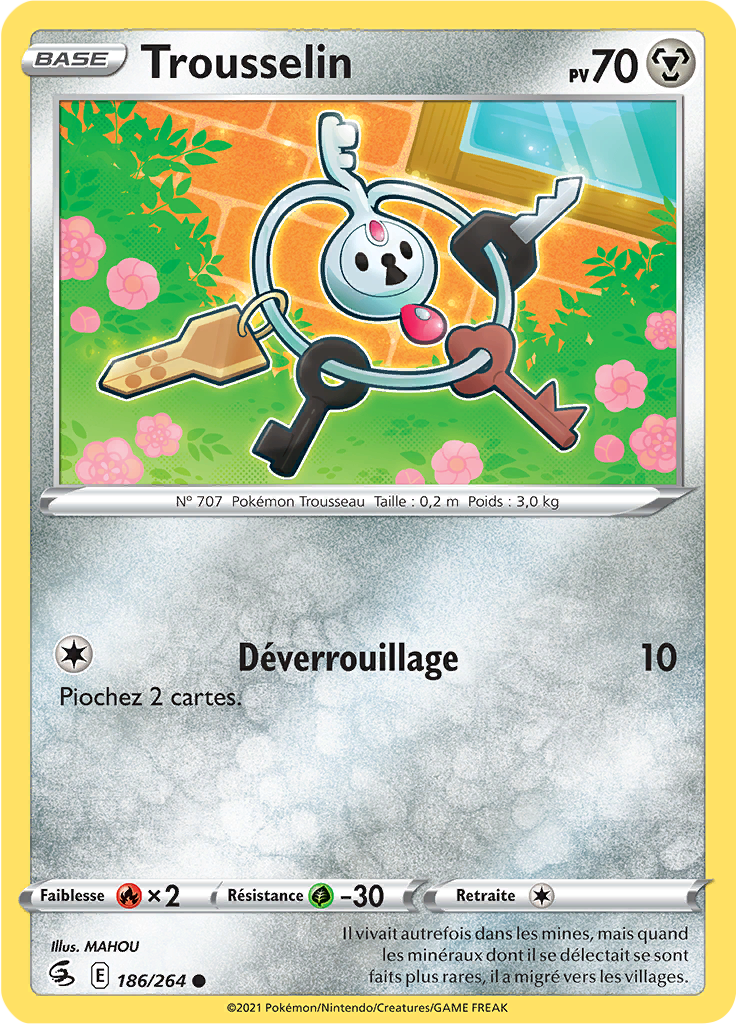 BASE Trousselin PV 70
N° 707 Pokémon Trousseau Taille : 0,2 m Poids : 3,0 kg
Déverrouillage 10
Piochez 2 cartes.
Faiblesse ×2 Résistance -30 Retraite
Illus. MAHOU
Il vivait autrefois dans les mines, mais quand
les minéraux dont il se délectait se sont
faits plus rares, il a migré vers les villages.
E 186/264
©2021 Pokémon/Nintendo/Creatures/GAME FREAK